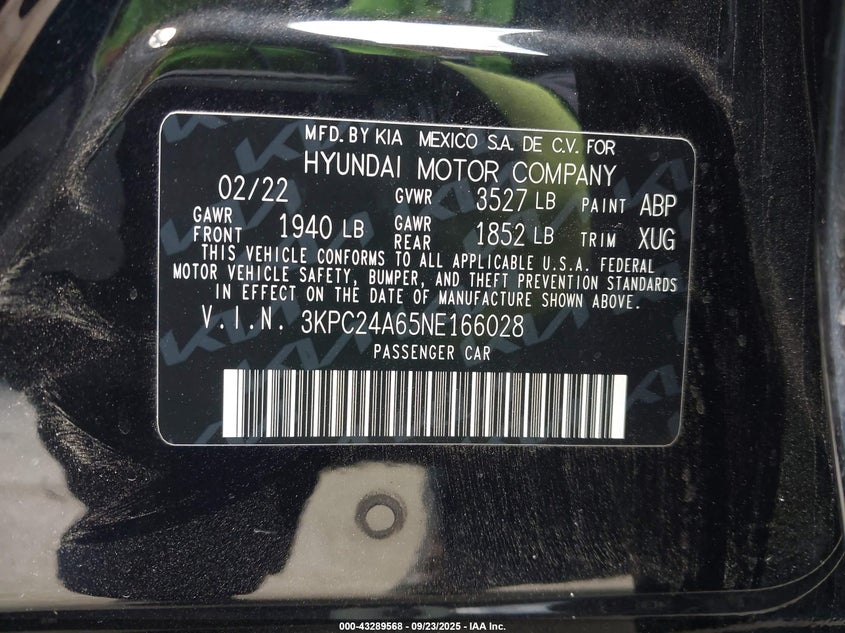 MFD. BY KIA MEXICO S.A. DE C.V. FOR
HYUNDAI MOTOR COMPANY
02/22 GVWR 3527 LB PAINT ABP
GAWR FRONT 1940 LB GAWR REAR 1852 LB TRIM XUG
THIS VEHICLE CONFORMS TO ALL APPLICABLE U.S.A. FEDERAL
MOTOR VEHICLE SAFETY, BUMPER, AND THEFT PREVENTION STANDARDS
IN EFFECT ON THE DATE OF MANUFACTURE SHOWN ABOVE.
V.I.N. 3KPC24A65NE166028
PASSENGER CAR
000-43289568 - 09/23/2025 - IAA Inc.